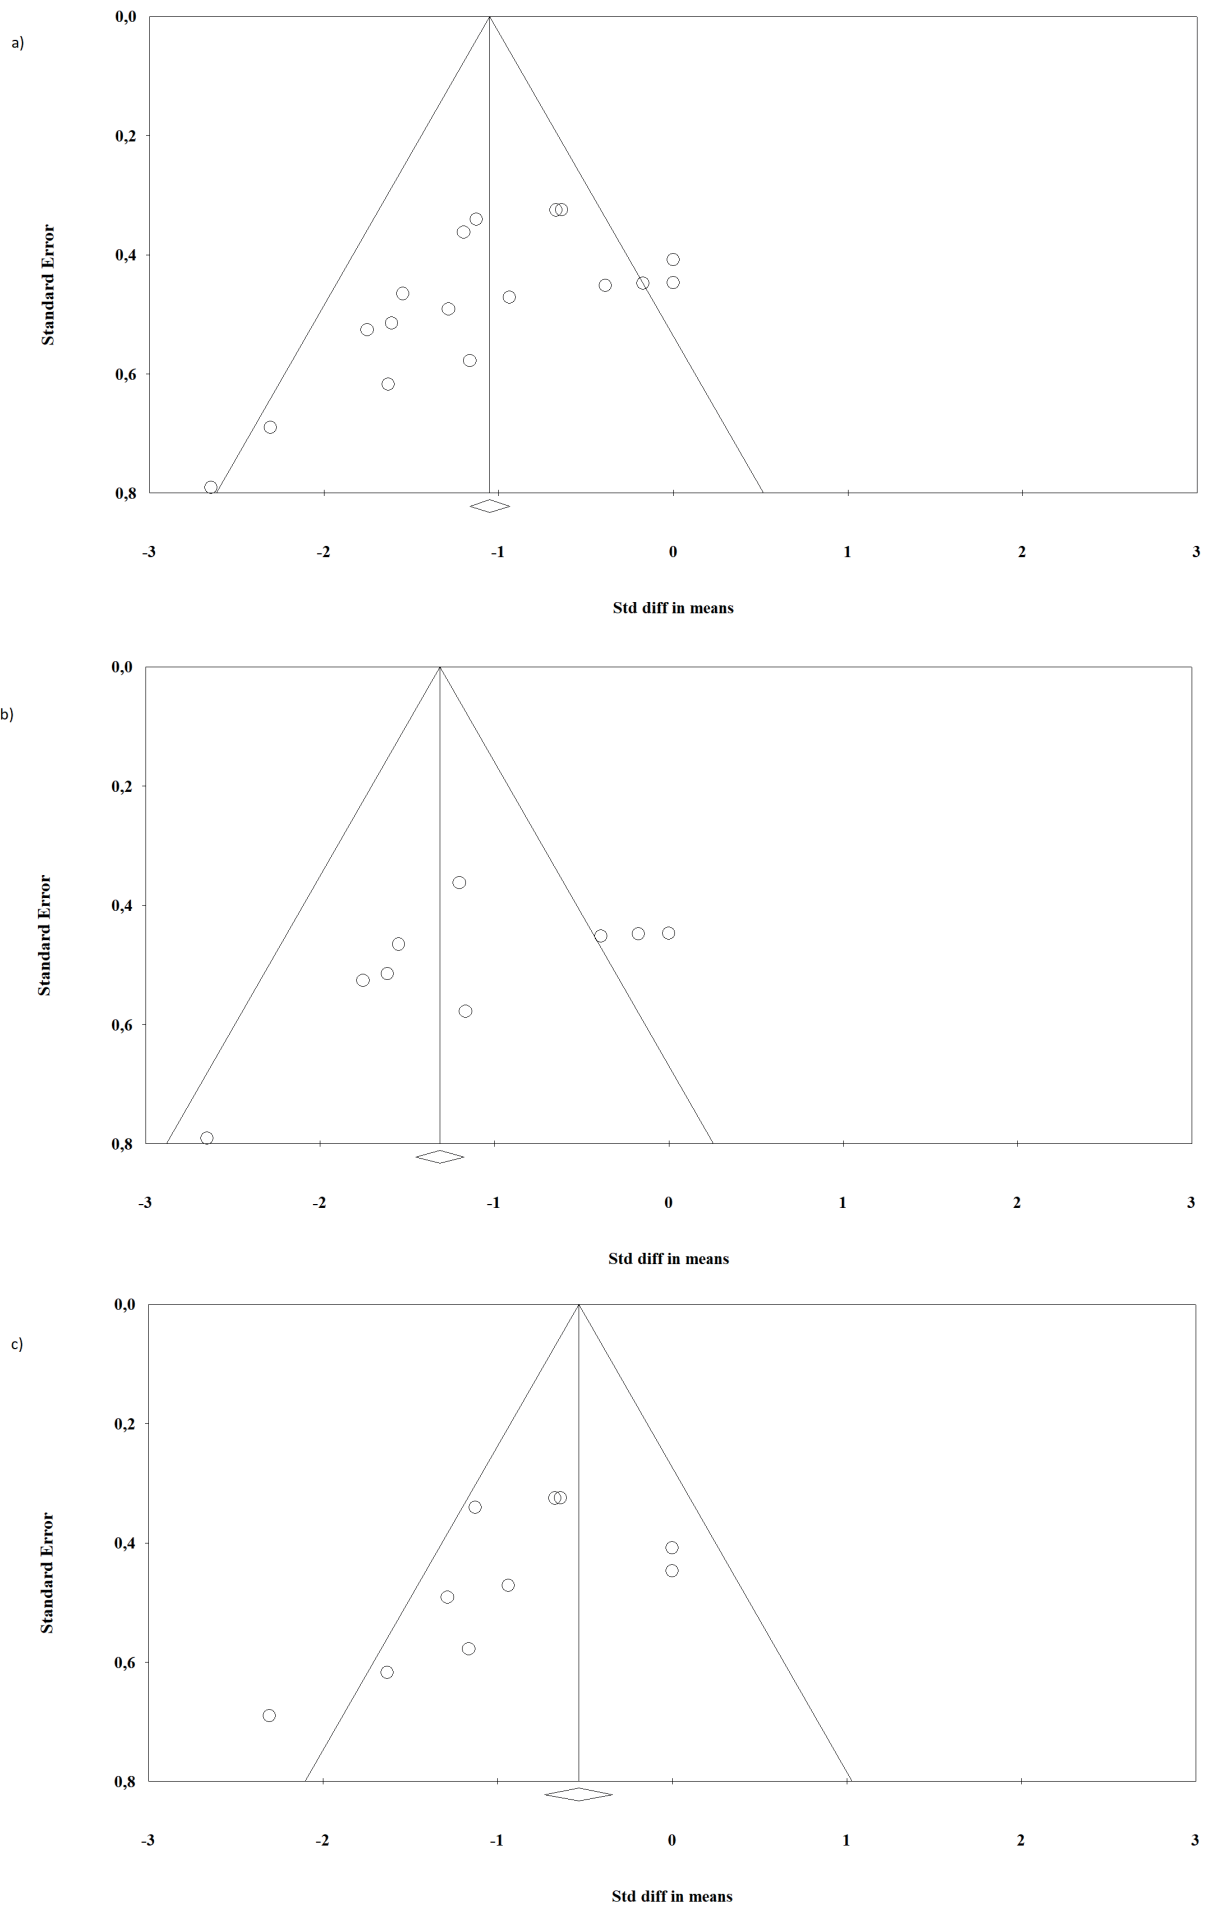 a)
0,0
0,2
0,4
0,6
0,8
Standard Error
-3 -2 -1 0 1 2 3
Std diff in means
b)
0,0
0,2
0,4
0,6
0,8
Standard Error
-3 -2 -1 0 1 2 3
Std diff in means
c)
0,0
0,2
0,4
0,6
0,8
Standard Error
-3 -2 -1 0 1 2 3
Std diff in means